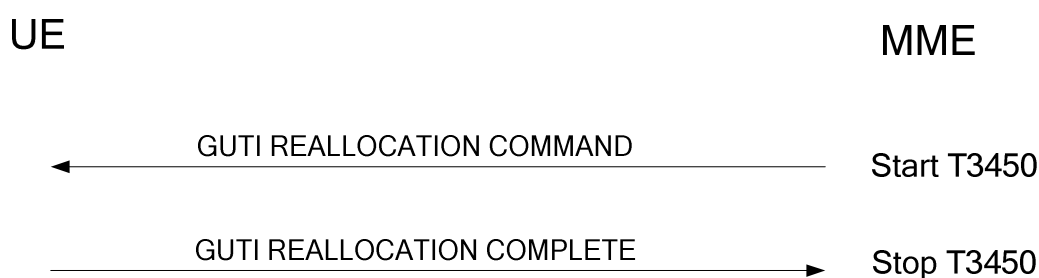 UE
MME
GUTI REALLOCATION COMMAND
Start T3450
GUTI REALLOCATION COMPLETE
Stop T3450